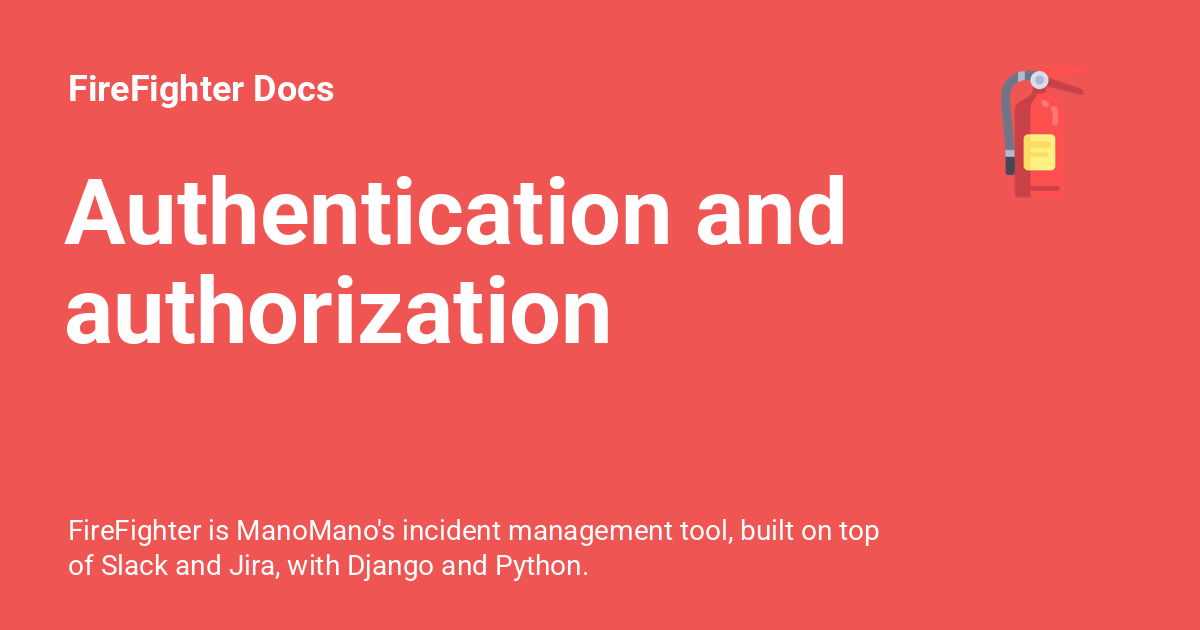 FireFighter Docs
Authentication and
authorization
FireFighter is ManoMano's incident management tool, built on top
of Slack and Jira, with Django and Python.